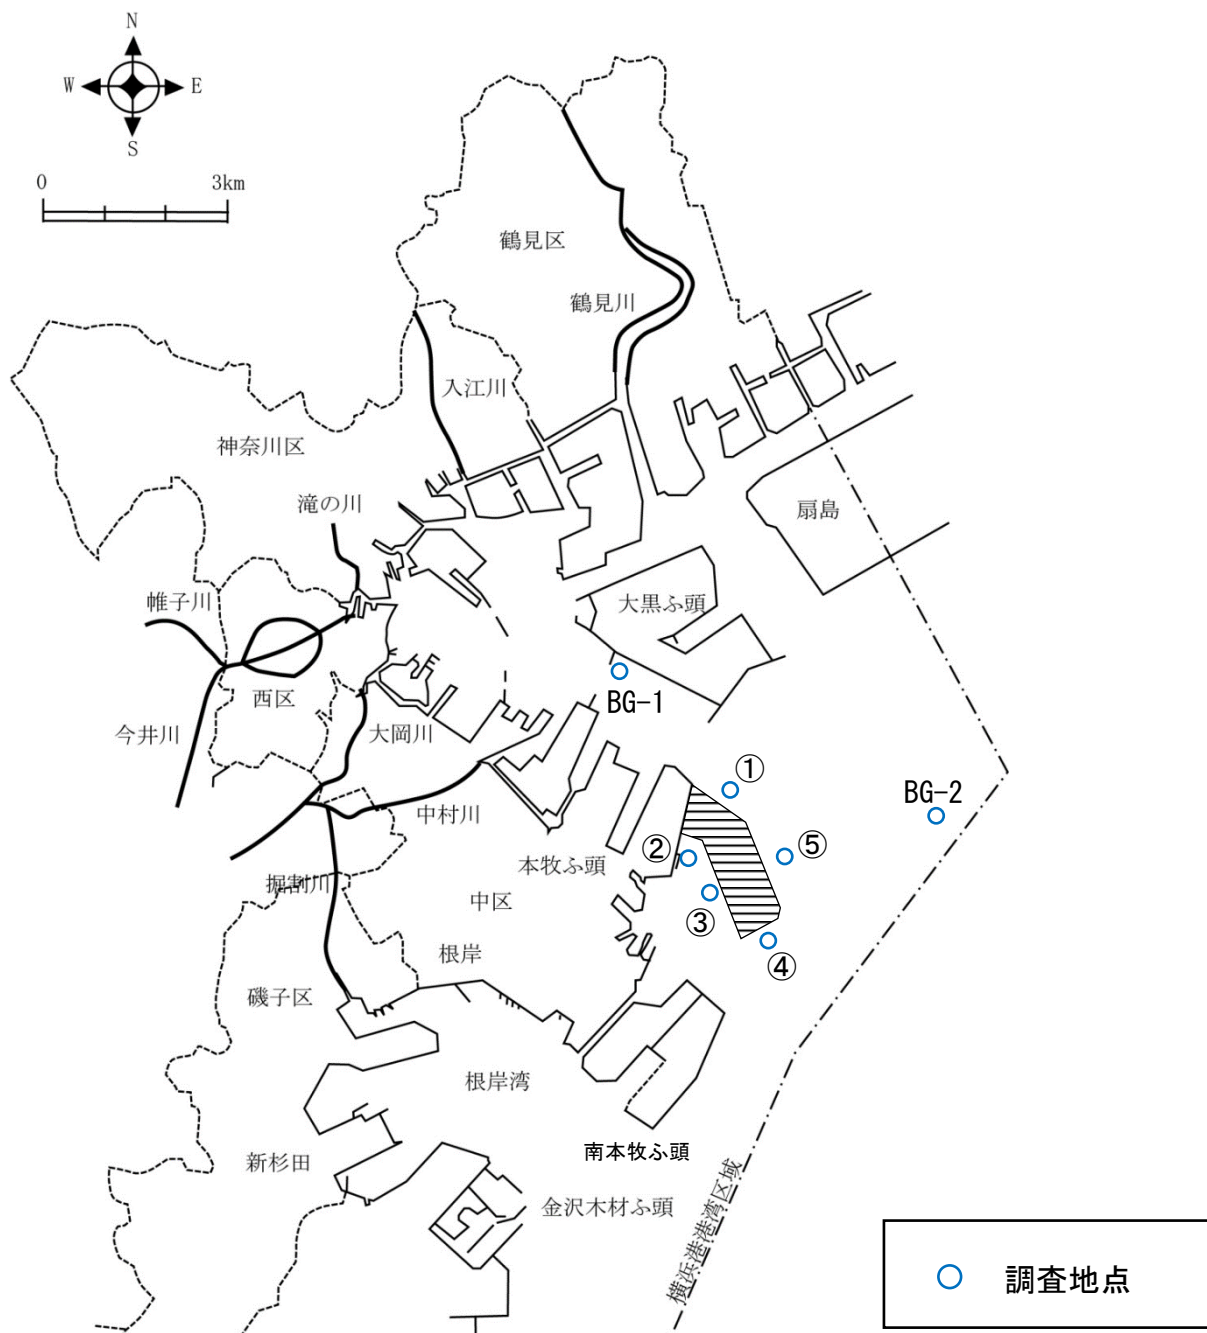 N
W
E
S
0
3km
鶴見区
鶴見川
入江川
神奈川区
滝の川
扇島
帷子川
大黒ふ頭
西区
BG-1
今井川
大岡川
①
BG-2
中村川
②
⑤
本牧ふ頭
掘割川
中区
③
根岸
④
磯子区
根岸湾
南本牧ふ頭
新杉田
金沢木材ふ頭
横浜港港湾区域
調査地点